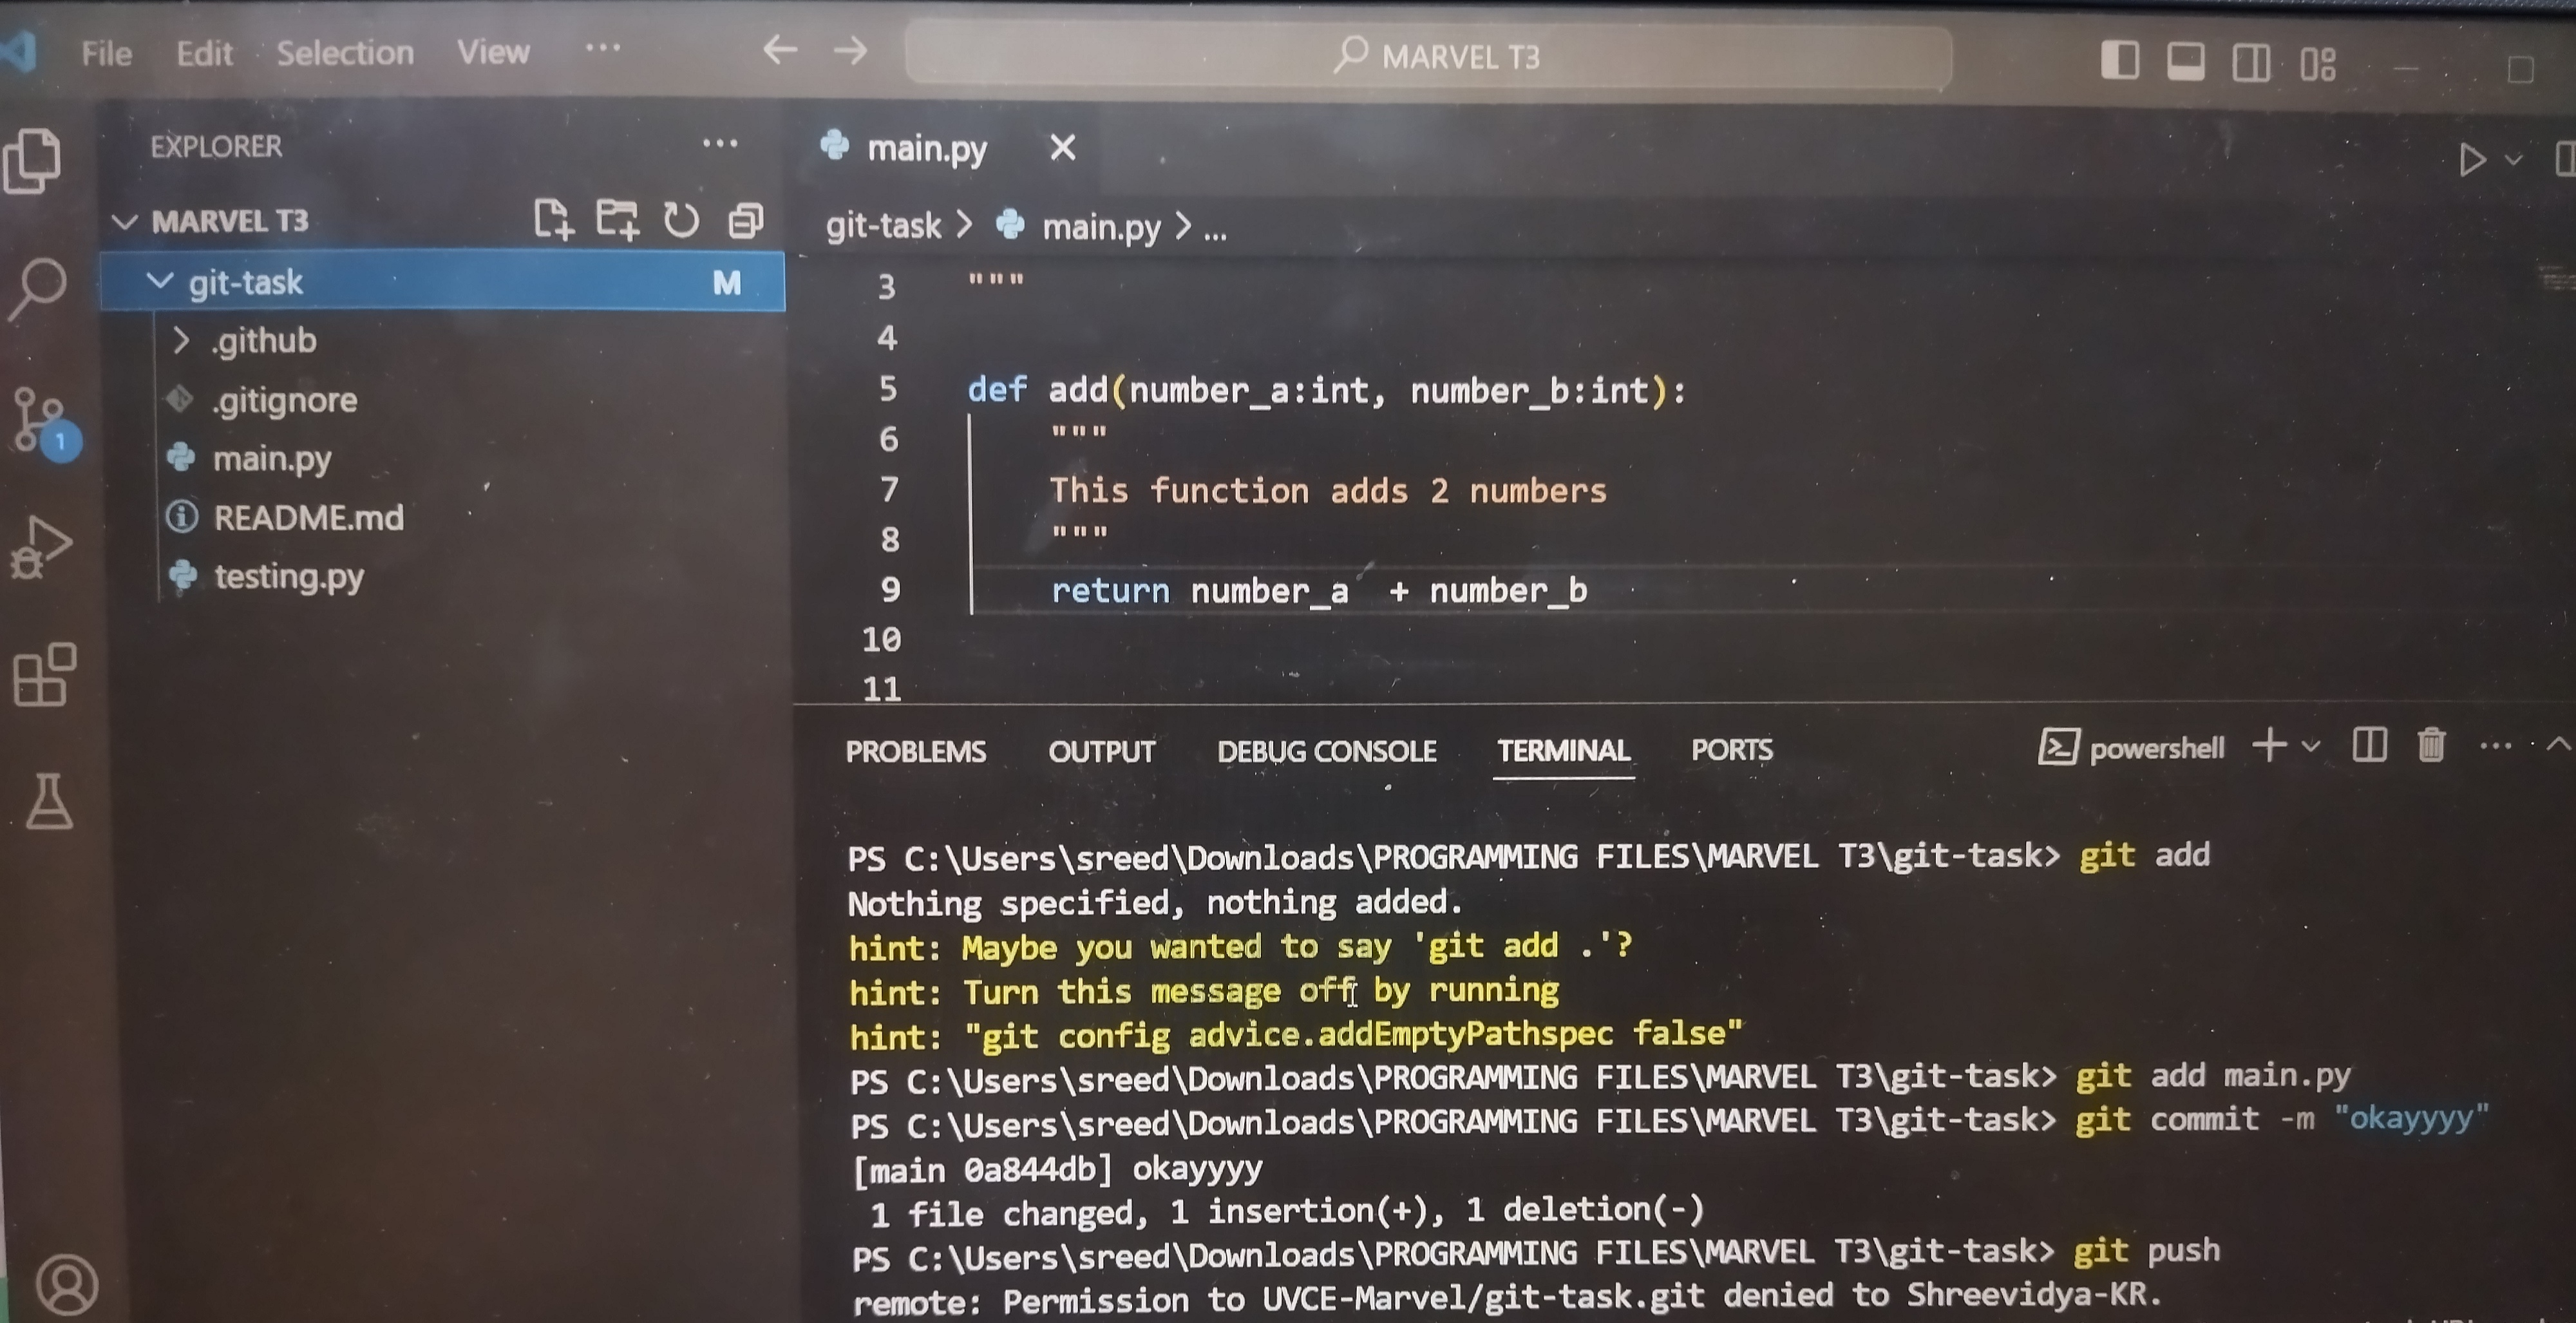 File Edit Selection View ... MARVEL T3
EXPLORER ...
MARVEL T3
git-task M
.github
.gitignore
main.py
README.md
testing.py
1
main.py
git-task > main.py > ...
3 """
4
5 def add(number_a:int, number_b:int):
6 """
7 This function adds 2 numbers
8 """
9 return number_a + number_b
10
11
PROBLEMS OUTPUT DEBUG CONSOLE TERMINAL PORTS powershell
PS C:\Users\sreed\Downloads\PROGRAMMING FILES\MARVEL T3\git-task> git add
Nothing specified, nothing added.
hint: Maybe you wanted to say 'git add .'?
hint: Turn this message off by running
hint: "git config advice.addEmptyPathspec false"
PS C:\Users\sreed\Downloads\PROGRAMMING FILES\MARVEL T3\git-task> git add main.py
PS C:\Users\sreed\Downloads\PROGRAMMING FILES\MARVEL T3\git-task> git commit -m "okayyyy"
[main 0a844db] okayyyy
1 file changed, 1 insertion(+), 1 deletion(-)
PS C:\Users\sreed\Downloads\PROGRAMMING FILES\MARVEL T3\git-task> git push
remote: Permission to UVCE-Marvel/git-task.git denied to Shreevidya-KR.